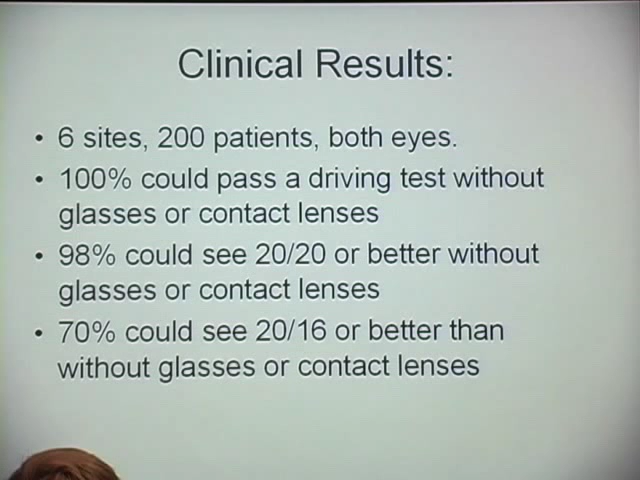 Clinical Results:
• 6 sites, 200 patients, both eyes.
• 100% could pass a driving test without
glasses or contact lenses
• 98% could see 20/20 or better without
glasses or contact lenses
• 70% could see 20/16 or better than
without glasses or contact lenses